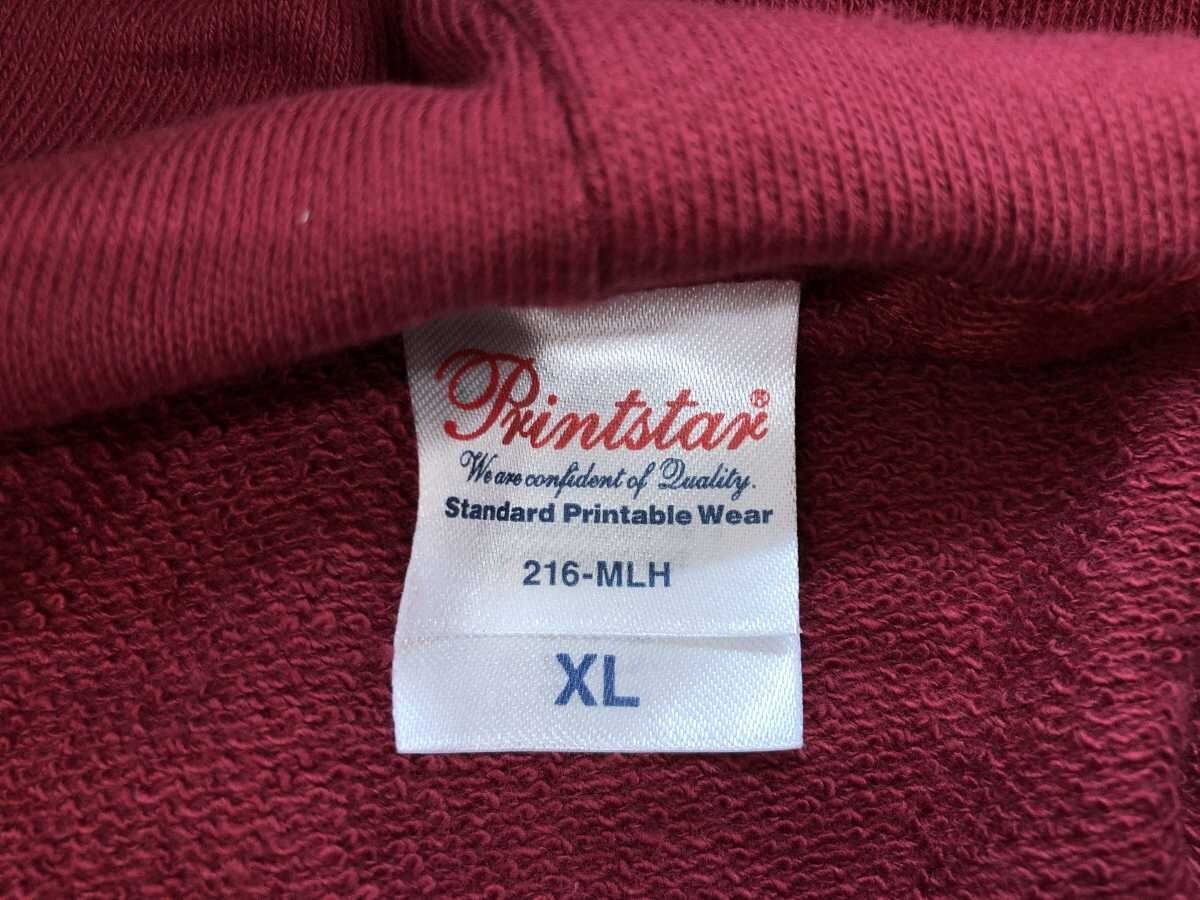 Printstar®
We are confident of Quality.
Standard Printable Wear
216-MLH
XL